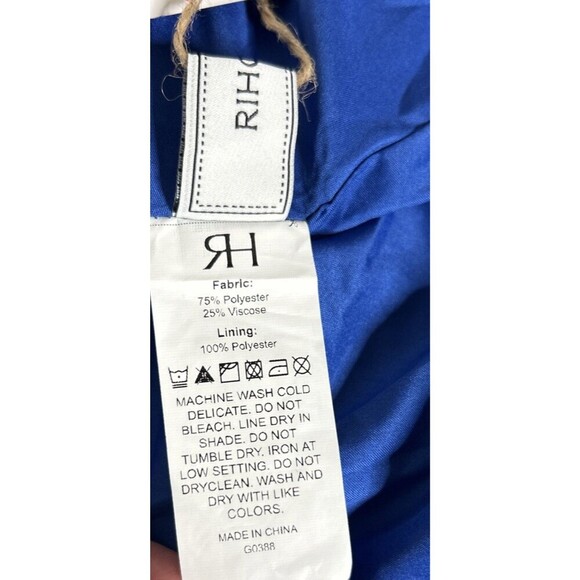 RIHO
RH
Fabric:
75% Polyester
25% Viscose
Lining:
100% Polyester
MACHINE WASH COLD
DELICATE. DO NOT
BLEACH. LINE DRY IN
SHADE. DO NOT
TUMBLE DRY. IRON AT
LOW SETTING. DO NOT
DRYCLEAN. WASH AND
DRY WITH LIKE
COLORS.
MADE IN CHINA
G0388